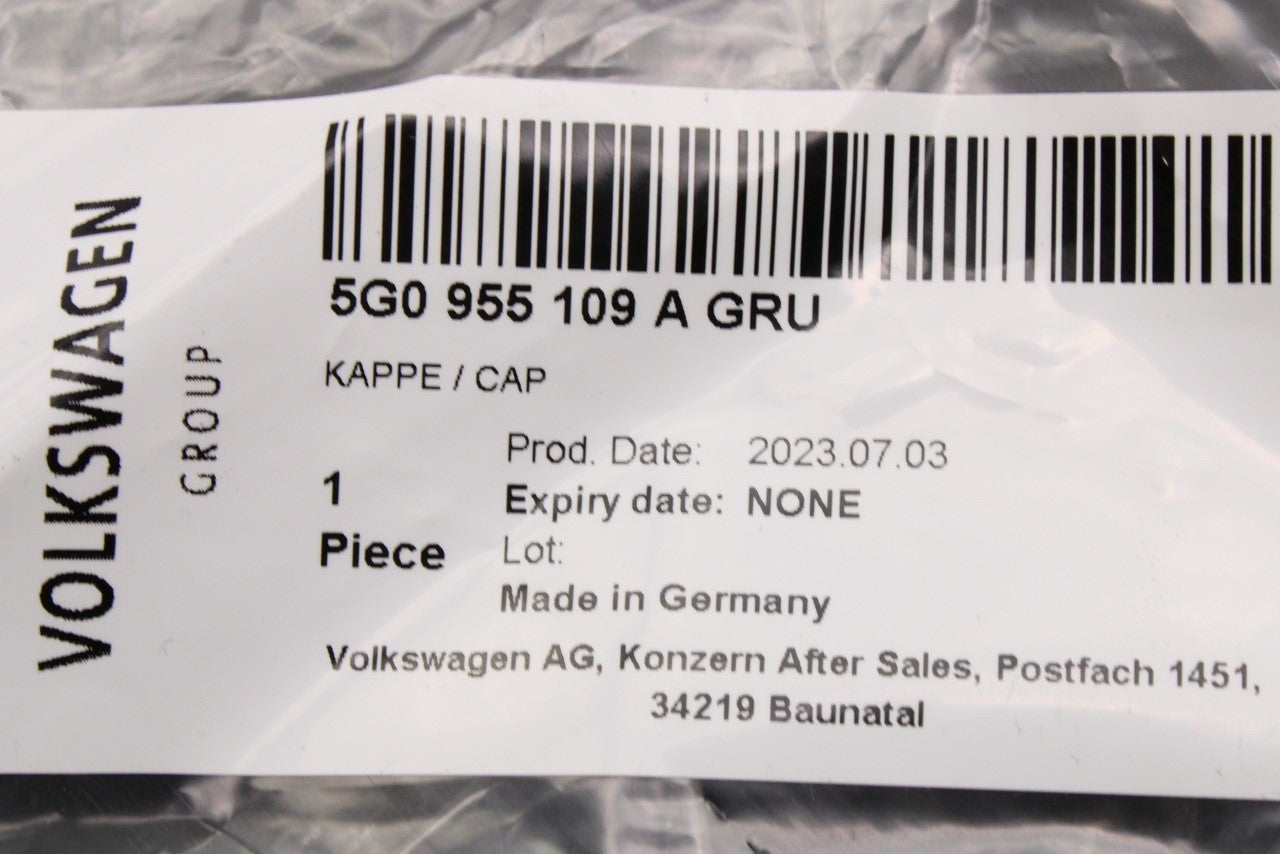 VOLKSWAGEN
GROUP
5G0 955 109 A GRU
KAPPE / CAP
Prod. Date: 2023.07.03
1
Expiry date: NONE
Piece
Lot:
Made in Germany
Volkswagen AG, Konzern After Sales, Postfach 1451,
34219 Baunatal